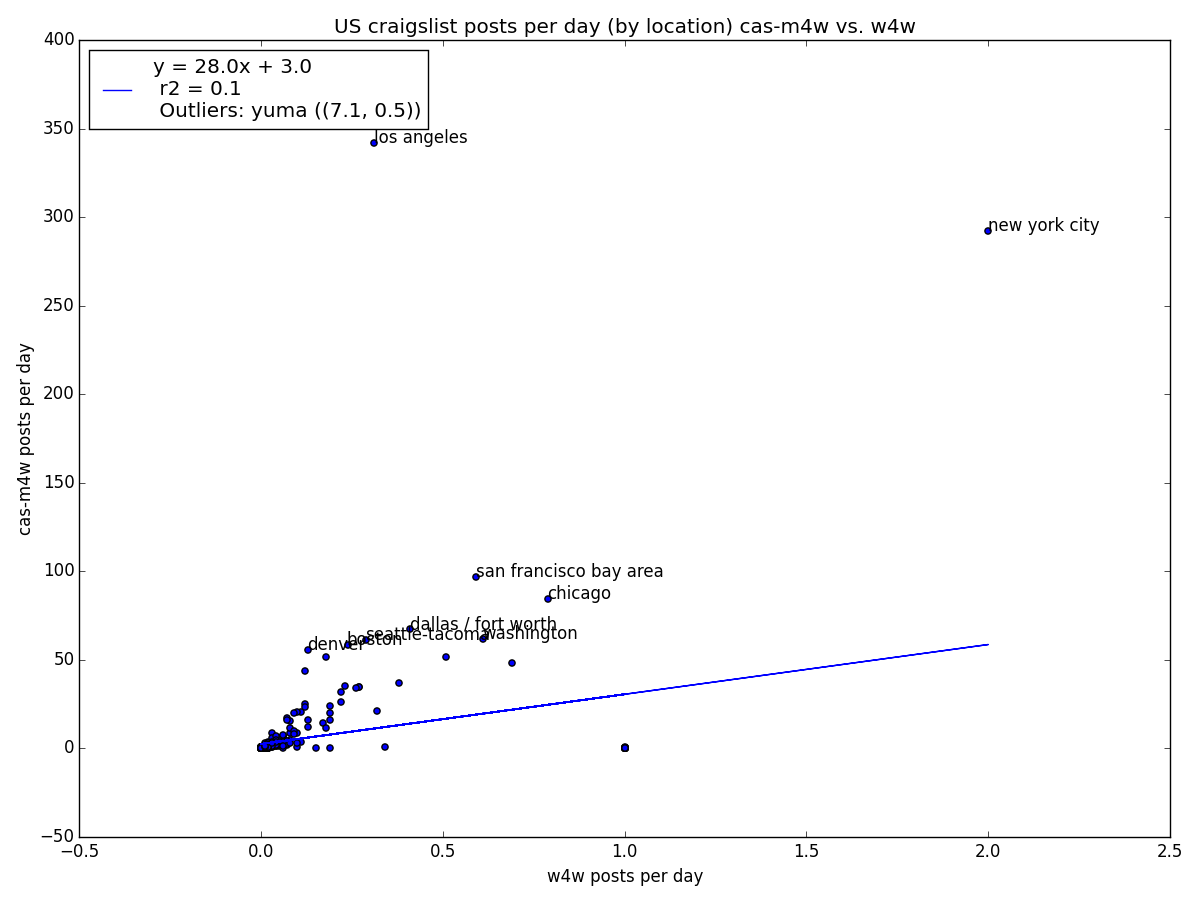 US craigslist posts per day (by location) cas-m4w vs. w4w
400
350
300
250
200
150
100
50
0
−50
cas-m4w posts per day
y = 28.0x + 3.0
r2 = 0.1
Outliers: yuma ((7.1, 0.5))
los angeles
new york city
san francisco bay area
chicago
dallas / fort worth
washington
seattle-tacoma
boston
denver
−0.5
0.0
0.5
1.0
1.5
2.0
2.5
w4w posts per day